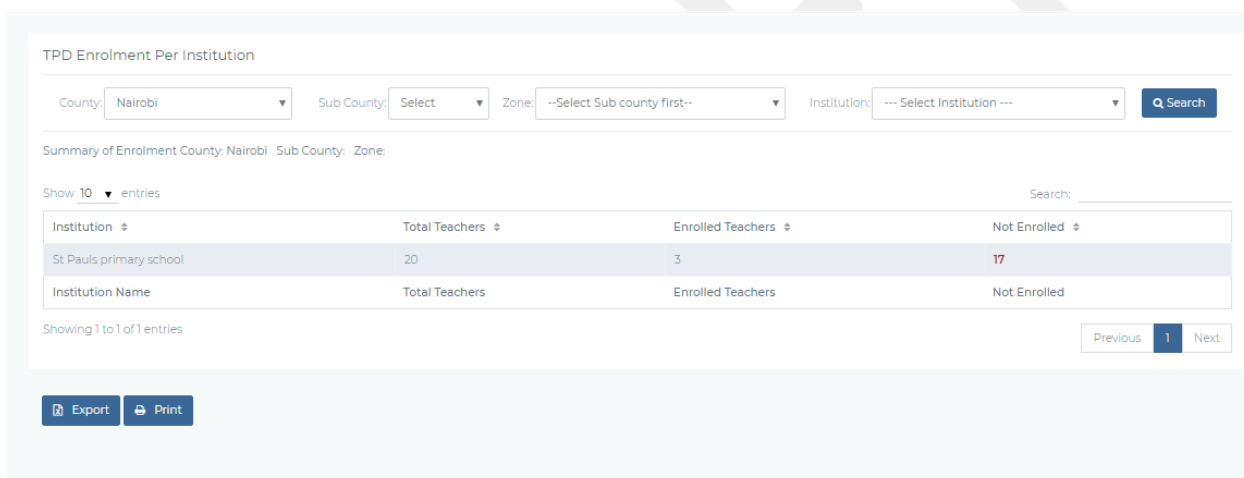 TPD Enrolment Per Institution
County: Nairobi Sub County: Select Zone: --Select Sub county first-- Institution: --- Select Institution --- Search
Summary of Enrolment County: Nairobi Sub County: Zone:
Show 10 entries Search:
Institution Total Teachers Enrolled Teachers Not Enrolled
St Pauls primary school 20 3 17
Institution Name Total Teachers Enrolled Teachers Not Enrolled
Showing 1 to 1 of 1 entries
Previous 1 Next
Export Print